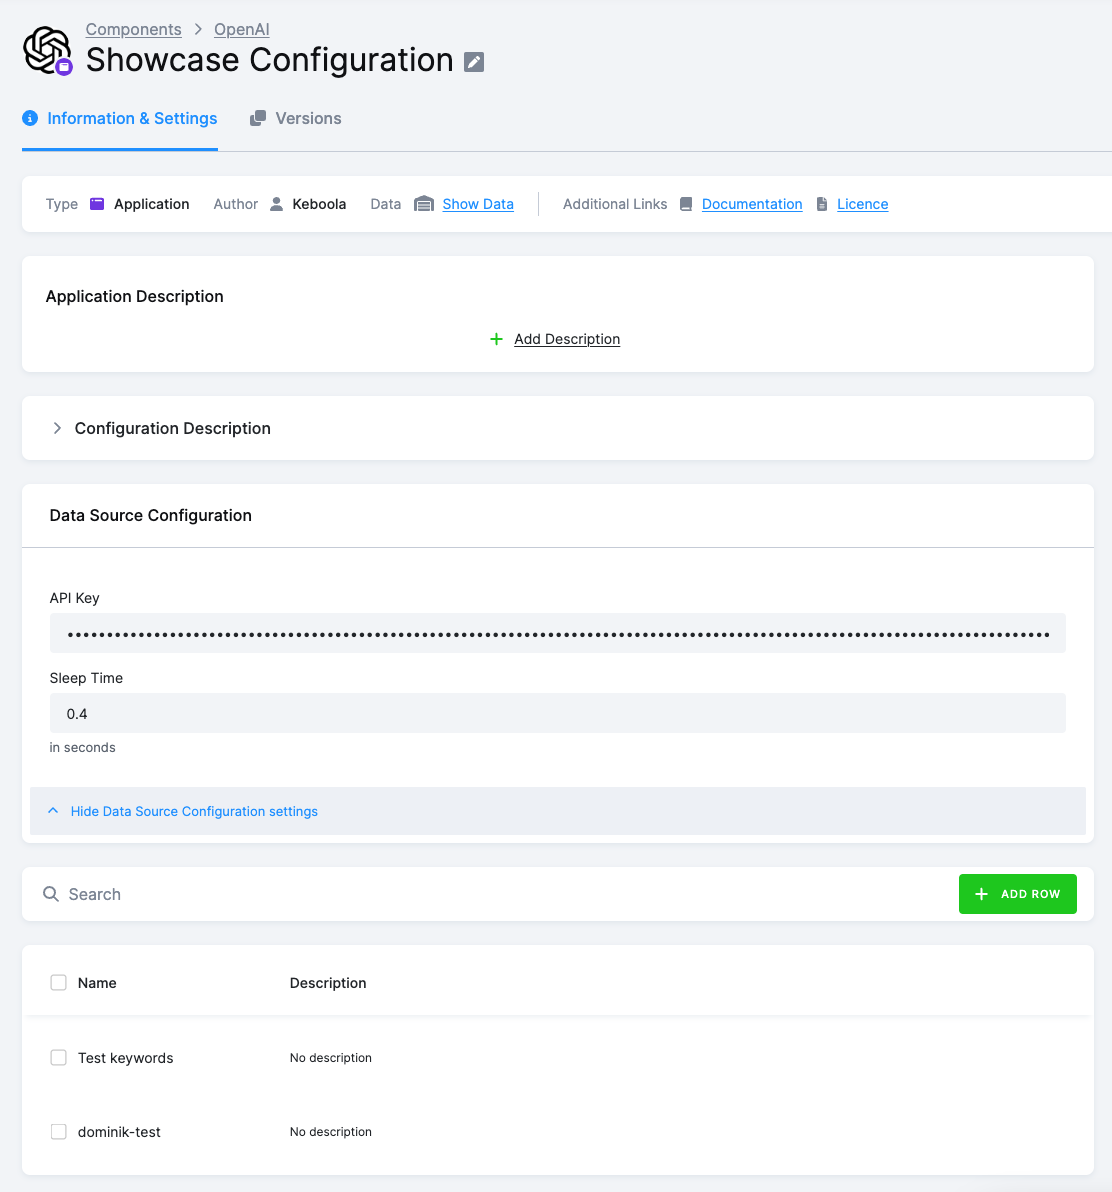 Components > OpenAI
Showcase Configuration
Information & Settings Versions
Type Application Author Keboola Data Show Data Additional Links Documentation Licence
Application Description
+ Add Description
Configuration Description
Data Source Configuration
API Key
Sleep Time
0.4
in seconds
Hide Data Source Configuration settings
Search + ADD ROW
Name Description
Test keywords No description
dominik-test No description